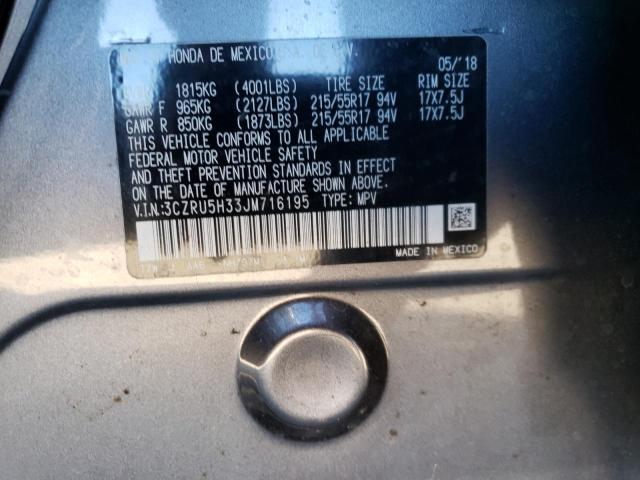 HONDA DE MEXICO S.A. DE C.V. 05/'18
1815KG (4001LBS) TIRE SIZE RIM SIZE
GAWR F 965KG (2127LBS) 215/55R17 94V 17X7.5J
GAWR R 850KG (1873LBS) 215/55R17 94V 17X7.5J
THIS VEHICLE CONFORMS TO ALL APPLICABLE
FEDERAL MOTOR VEHICLE SAFETY
AND THEFT PREVENTION STANDARDS IN EFFECT
ON THE DATE OF MANUFACTURE SHOWN ABOVE.
V.I.N:3CZRU5H33JM716195 TYPE: MPV
MADE IN MEXICO